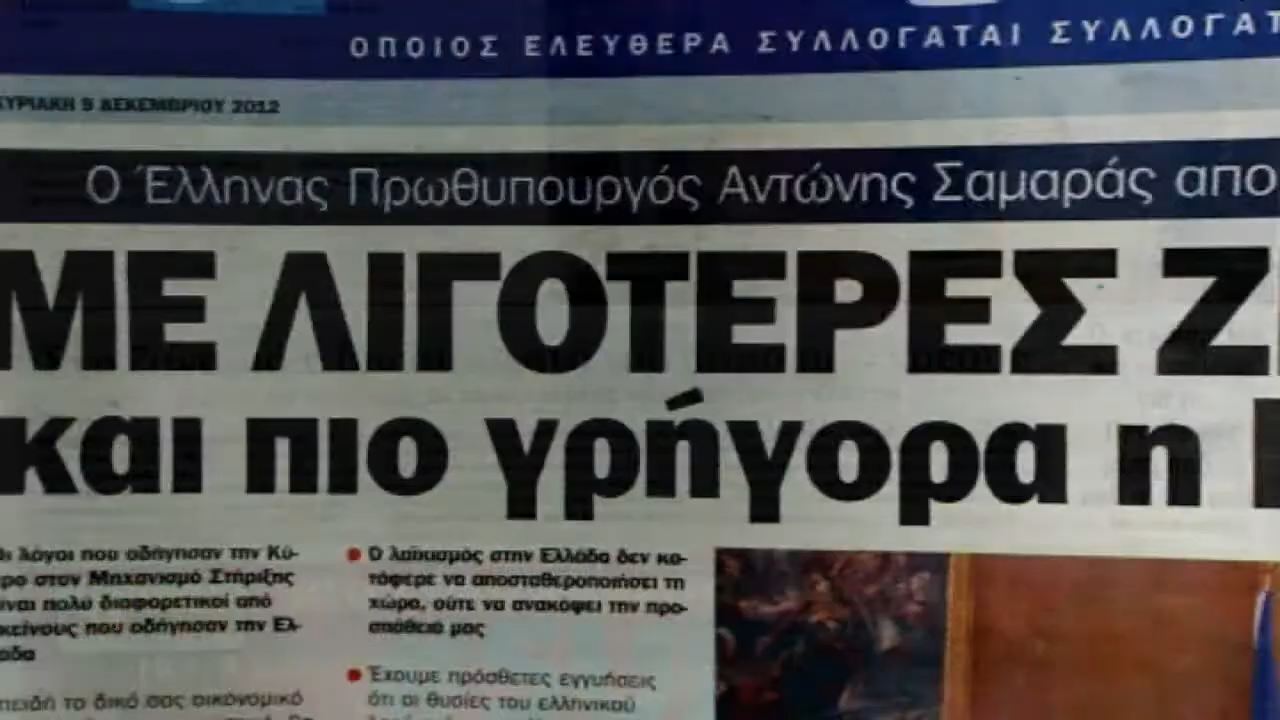 ΟΠΟΙΟΣ ΕΛΕΥΘΕΡΑ ΣΥΛΛΟΓΑΤΑΙ ΣΥΛΛΟΓΑΤ
ΚΥΡΙΑΚΗ 9 ΔΕΚΕΜΒΡΙΟΥ 2012
Ο Έλληνας Πρωθυπουργός Αντώνης Σαμαράς απο
ΜΕ ΛΙΓΟΤΕΡΕΣ Ζ
και πιο γρήγορα η
λόγοι που οδήγησαν την Κύ-
ρο στον Μηχανισμό Στήριξης
ίναι πολύ διαφορετικοί από
κείνους που οδήγησαν την Ελ-
άδα
πειδή το δικό σας οικονομικό
Ο λαϊκισμός στην Ελλάδα δεν κα-
τάφερε να αποσταθεροποιήσει τη
χώρα, ούτε να ανακόψει την προ-
σπάθειά μας
Έχουμε πρόσθετες εγγυήσεις
ότι οι θυσίες του ελληνικού